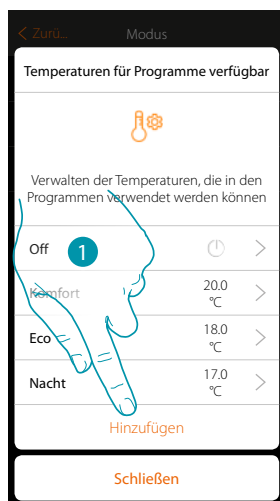 Zurü...
Modus
Temperaturen für Programme verfügbar
Verwalten der Temperaturen, die in den
Programmen verwendet werden können
Off
1
Komfort
20.0
°C
Eco
18.0
°C
Nacht
17.0
°C
Hinzufügen
Schließen